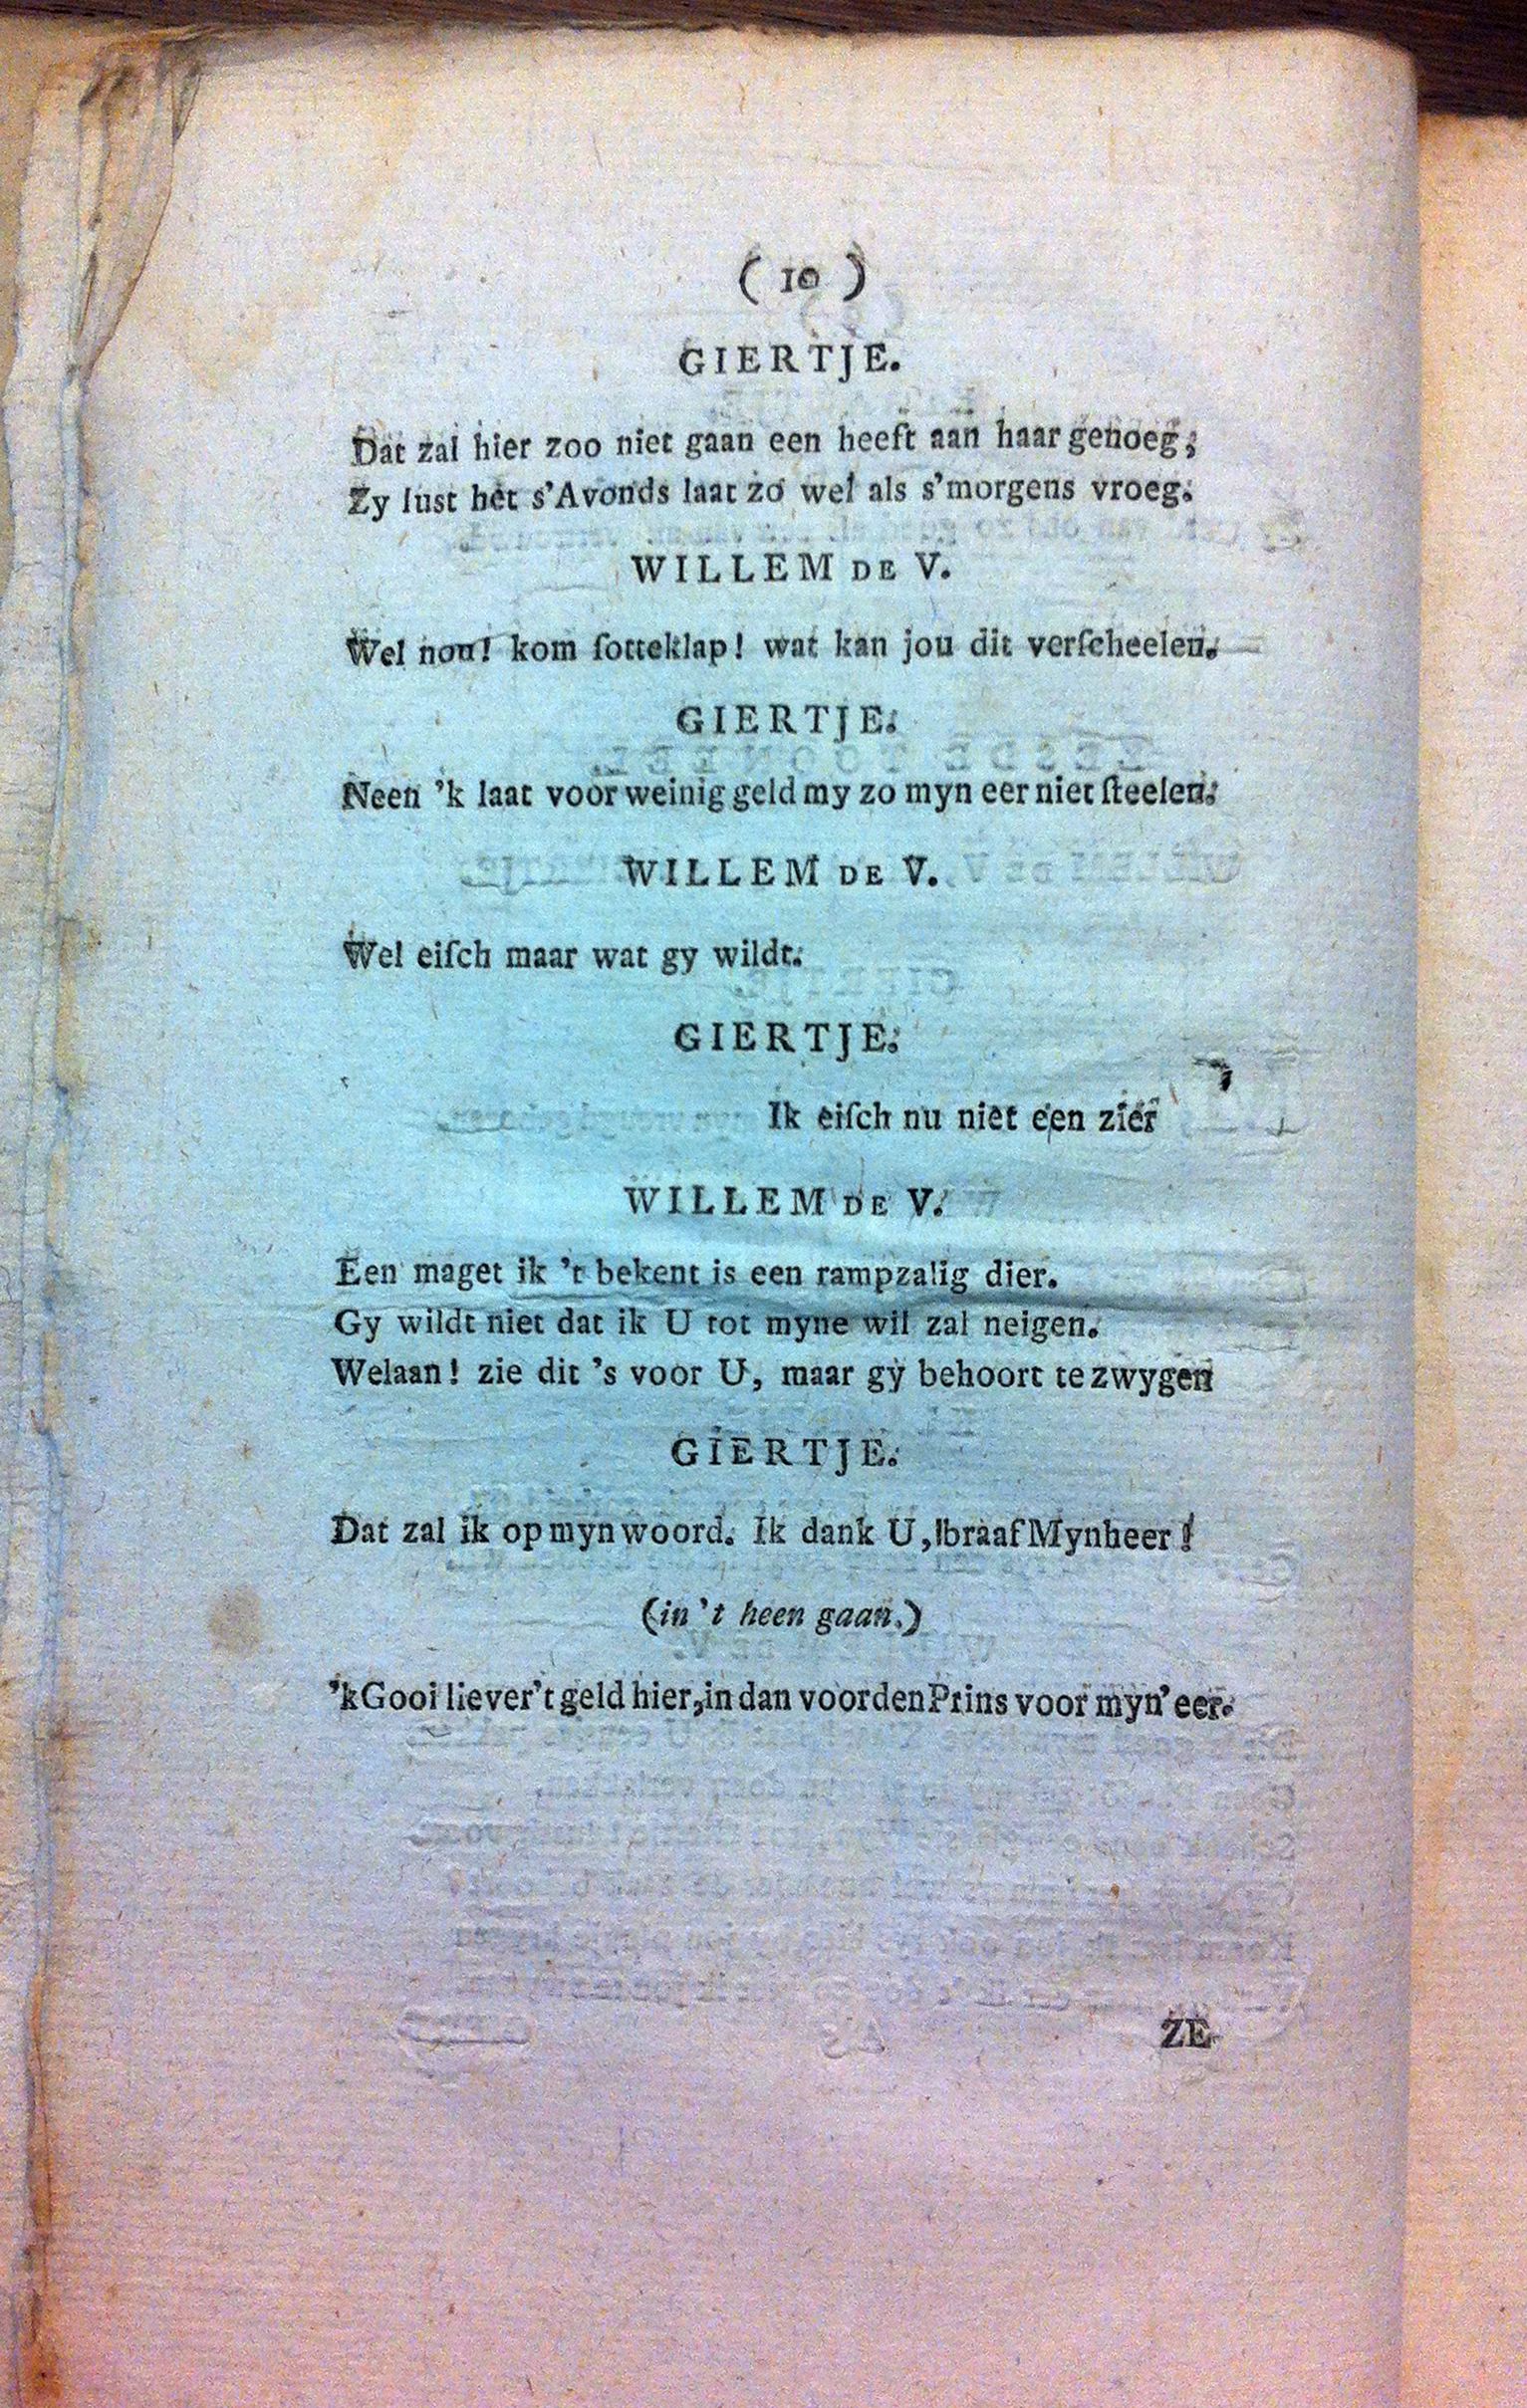 ( 10 )
GIERTJE.
Dat zal hier zoo niet gaan een heeft aan haar genoeg;
Zy lust het s'Avonds laat zo wel als s'morgens vroeg.
WILLEM DE V.
Wel nou! kom ſotteklap! wat kan jou dit verſcheelen.
GIERTJE.
Neen 'k laat voor weinig geld my zo myn eer niet ſteelen.
WILLEM DE V.
Wel eiſch maar wat gy wildt.
GIERTJE.
Ik eiſch nu niet een zier
WILLEM DE V.
Een maget ik 't bekent is een rampzalig dier.
Gy wildt niet dat ik U tot myne wil zal neigen.
Welaan! zie dit 's voor U, maar gy behoort te zwygen
GIERTJE.
Dat zal ik op myn woord. Ik dank U, braaf Mynheer!
(in 't heen gaan.)
'k Gooi liever 't geld hier, in dan voor den Prins voor myn' eer.
ZE-